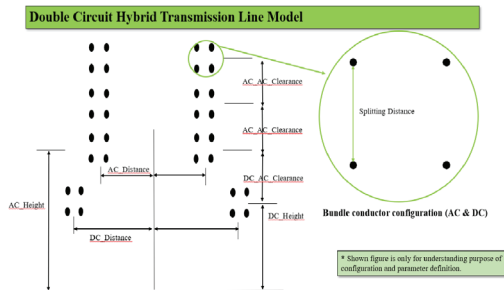 Double Circuit Hybrid Transmission Line Model
AC_AC_Clearance
Splitting Distance
AC_AC_Clearance
AC_Distance
DC_AC_Clearance
AC_Height
DC_Height
Bundle conductor configuration (AC & DC)
DC_Distance
* Shown figure is only for understanding purpose of
configuration and parameter definition.